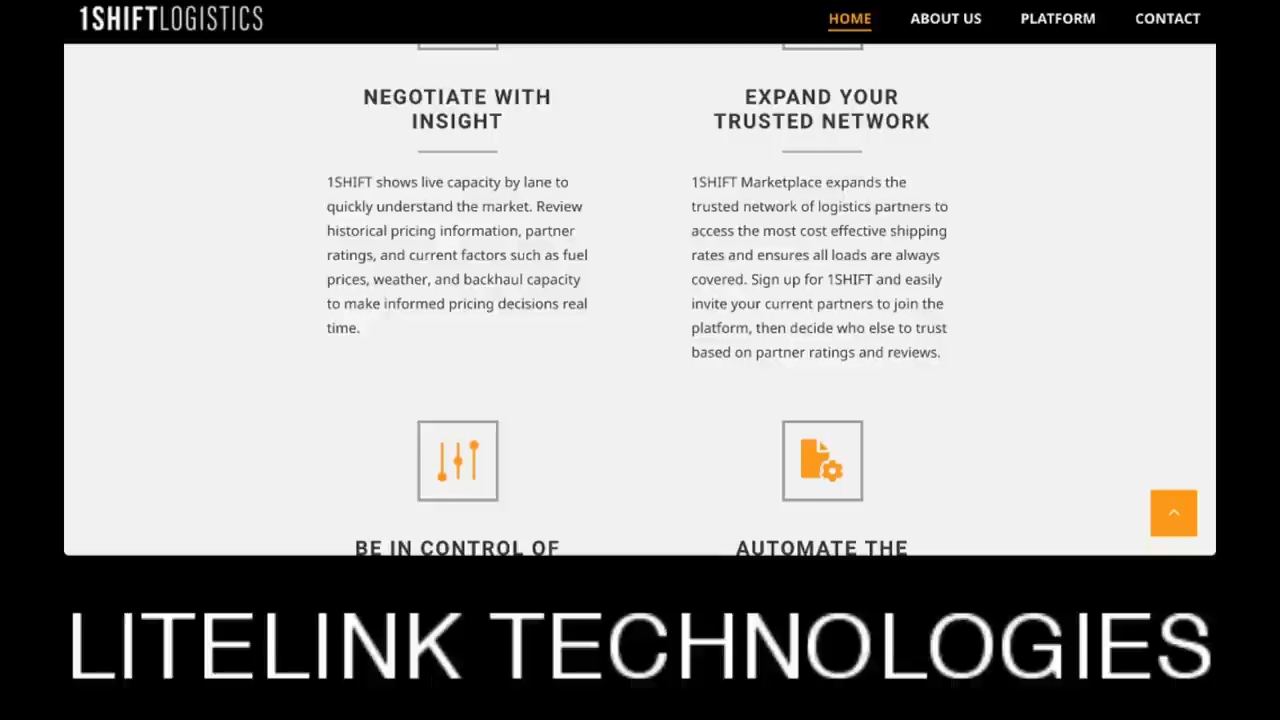 1SHIFTLOGISTICS
HOME ABOUT US PLATFORM CONTACT
NEGOTIATE WITH
INSIGHT
1SHIFT shows live capacity by lane to
quickly understand the market. Review
historical pricing information, partner
ratings, and current factors such as fuel
prices, weather, and backhaul capacity
to make informed pricing decisions real
time.
EXPAND YOUR
TRUSTED NETWORK
1SHIFT Marketplace expands the
trusted network of logistics partners to
access the most cost effective shipping
rates and ensures all loads are always
covered. Sign up for 1SHIFT and easily
invite your current partners to join the
platform, then decide who else to trust
based on partner ratings and reviews.
BE IN CONTROL OF
AUTOMATE THE
LITELINK TECHNOLOGIES